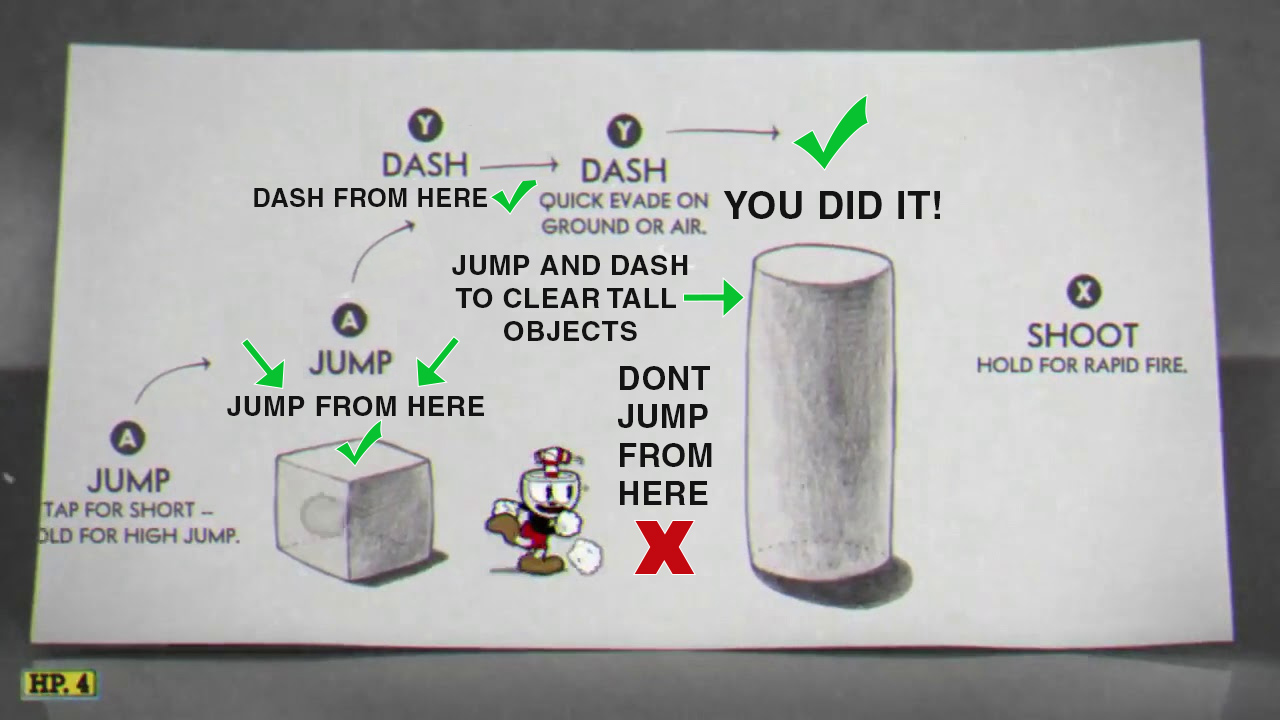 Y
DASH
DASH FROM HERE
Y
DASH
QUICK EVADE ON
GROUND OR AIR.
YOU DID IT!
JUMP AND DASH
TO CLEAR TALL
OBJECTS
A
JUMP
JUMP FROM HERE
A
JUMP
TAP FOR SHORT –
OLD FOR HIGH JUMP.
DONT
JUMP
FROM
HERE
X
X
SHOOT
HOLD FOR RAPID FIRE.
HP. 4